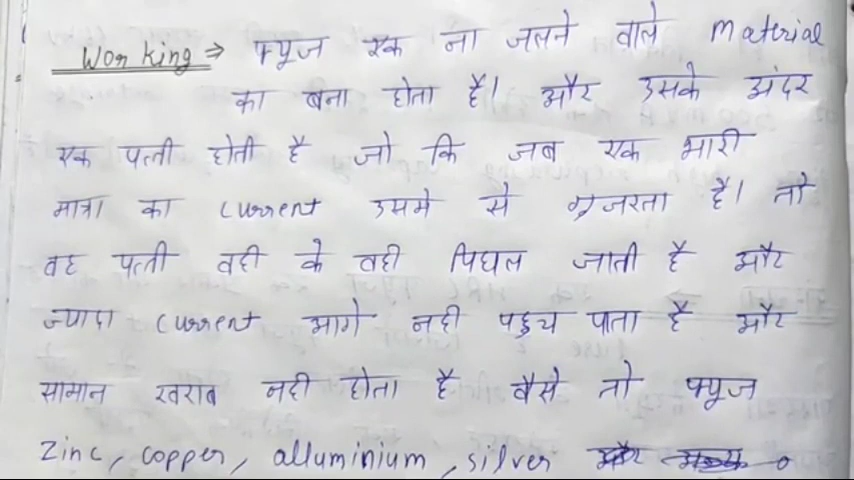 Working ⇒ फ्यूज एक ना जलने वाले material
का बना होता है। और उसके अंदर
एक पत्ती होती है जो कि जब एक भारी
मात्रा का current उसमे से गूजरता है। तो
वह पत्ती वही के वही पिघल जाती है और
ज्यादा current आगे नही पहुच पाता है और
सामान खराब नही होता है वैसे तो फ्यूज
Zinc, copper, alluminium, silver